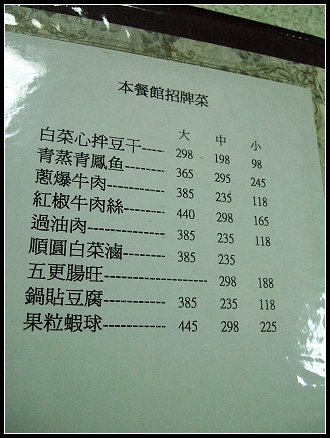 本餐館招牌菜
大 中 小
白菜心拌豆干----- 298 198 98
青蒸青鳳魚--------- 365 295 245
蔥爆牛肉----------- 385 235 118
紅椒牛肉絲--------- 440 298 165
過油肉-------------- 385 235 118
順圓白菜滷--------- 385 235
五更腸旺-------------------- 298 188
鍋貼豆腐------------ 385 235 118
果粒蝦球------------ 445 298 225